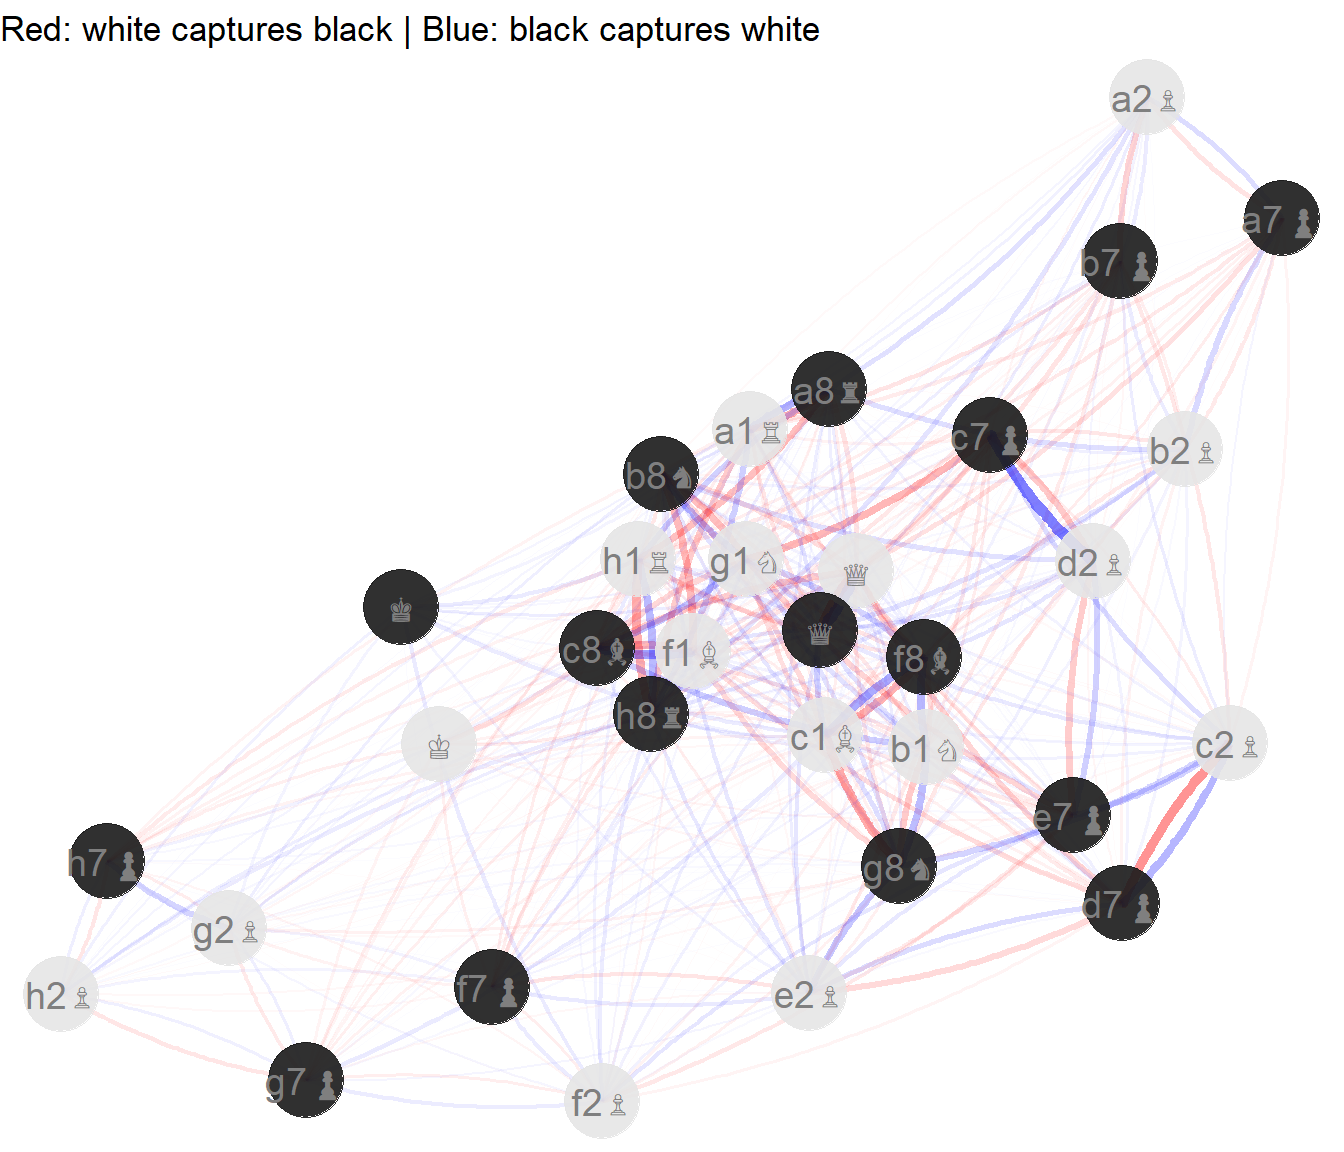 Red: white captures black | Blue: black captures white
a2♗
a7♟
b7♟
a8♜
a1♖
c7♟
b2♗
b8♞
h1♖
g1♘
♕
d2♗
♚
♛
c8♝
f1♗
f8♝
h8♜
♔
c1♗
b1♘
c2♗
e7♟
h7♟
g8♞
d7♟
g2♗
h2♗
f7♟
e2♗
g7♟
f2♗